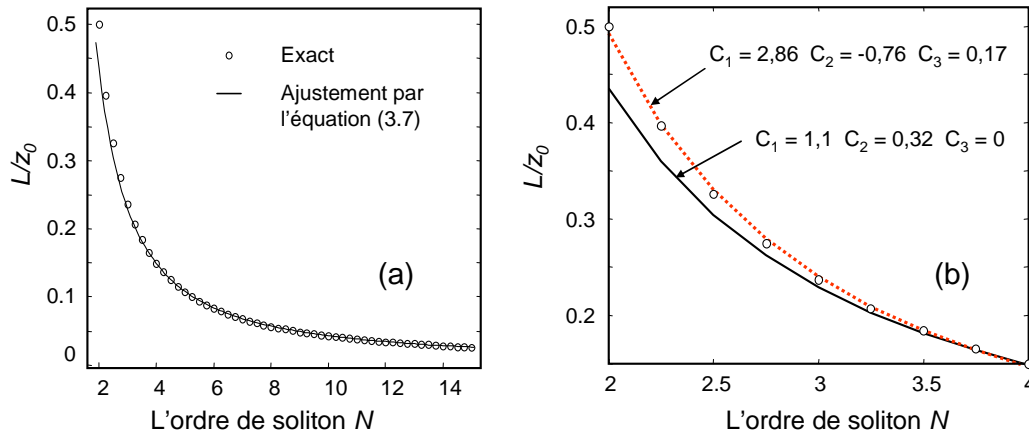 (a)
0.5
0.4
0.3
0.2
0.1
0
L/z0
2 4 6 8 10 12 14
L'ordre de soliton N
Exact
Ajustement par
l'équation (3.7)
(b)
0.5
0.4
0.3
0.2
L/z0
2 2.5 3 3.5 4
L'ordre de soliton N
C1 = 2,86 C2 = -0,76 C3 = 0,17
C1 = 1,1 C2 = 0,32 C3 = 0